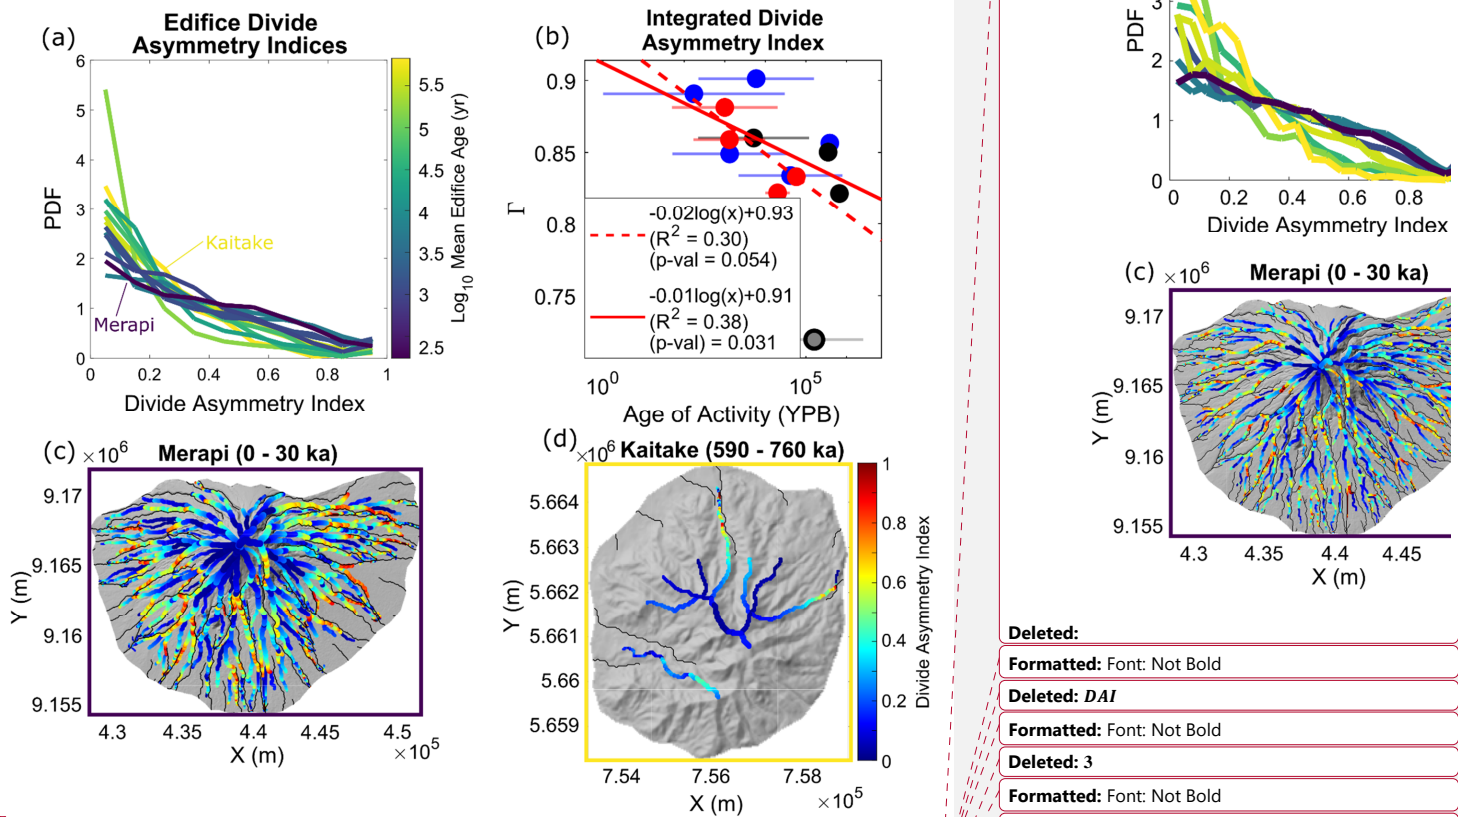 (a)
Edifice Divide
Asymmetry Indices
6
5
4
3
2
1
0
PDF
Kaitake
Merapi
0
0.2
0.4
0.6
0.8
1
Divide Asymmetry Index
5.5
5
4.5
4
3.5
3
2.5
Log10 Mean Edifice Age (yr)
(b)
Integrated Divide
Asymmetry Index
0.9
0.85
0.8
0.75
Γ
-0.02log(x)+0.93
(R2 = 0.30)
(p-val = 0.054)
-0.01log(x)+0.91
(R2 = 0.38)
(p-val) = 0.031
10^0
10^5
Age of Activity (YPB)
(c)
×10^6
Merapi (0 - 30 ka)
9.17
9.165
9.16
9.155
Y (m)
4.3
4.35
4.4
4.45
4.5
X (m)
×10^5
(d)
×10^6
Kaitake (590 - 760 ka)
5.664
5.663
5.662
5.661
5.66
5.659
Y (m)
7.54
7.56
7.58
X (m)
×10^5
1
0.8
0.6
0.4
0.2
0
Divide Asymmetry Index
3
2
1
0
PDF
0
0.2
0.4
0.6
0.8
Divide Asymmetry Index
(c)
×10^6
Merapi (0 - 30 ka)
9.17
9.165
9.16
9.155
Y (m)
4.3
4.35
4.4
4.45
X (m)
Deleted:
Formatted: Font: Not Bold
Deleted: DAI
Formatted: Font: Not Bold
Deleted: 3
Formatted: Font: Not Bold